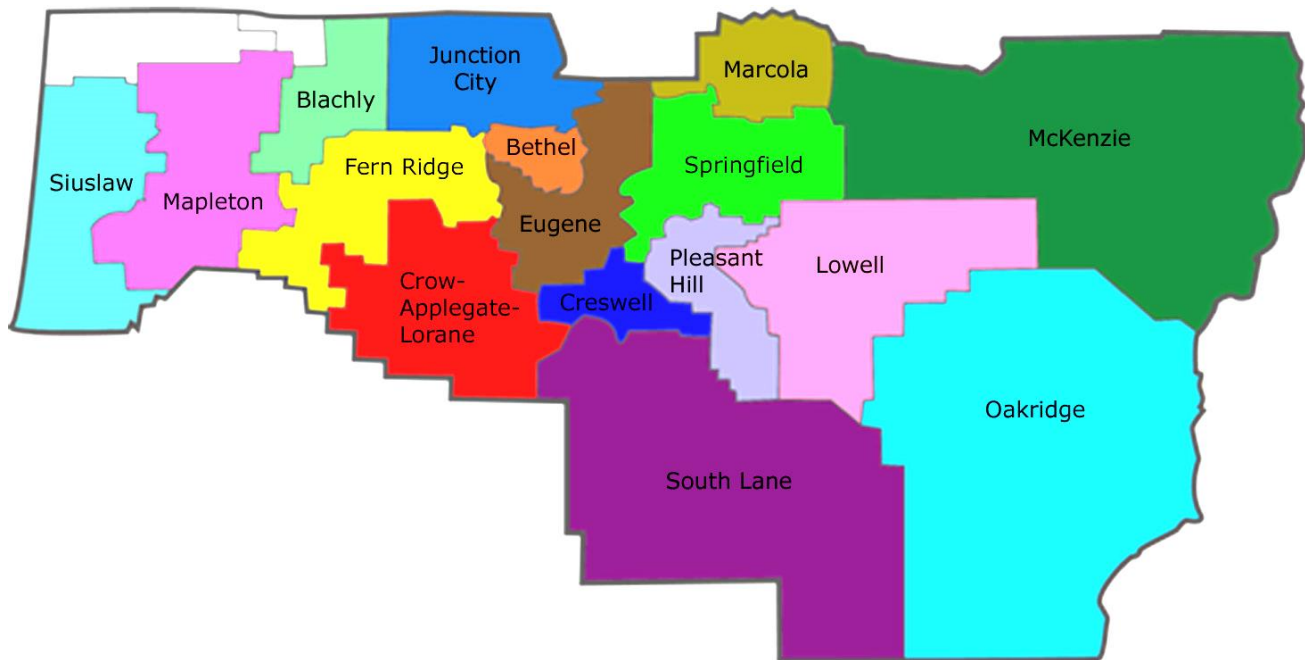 Junction
City
Marcola
Blachly
McKenzie
Bethel
Fern Ridge
Springfield
Siuslaw
Mapleton
Eugene
Pleasant
Hill
Lowell
Crow-
Applegate-
Lorane
Creswell
Oakridge
South Lane